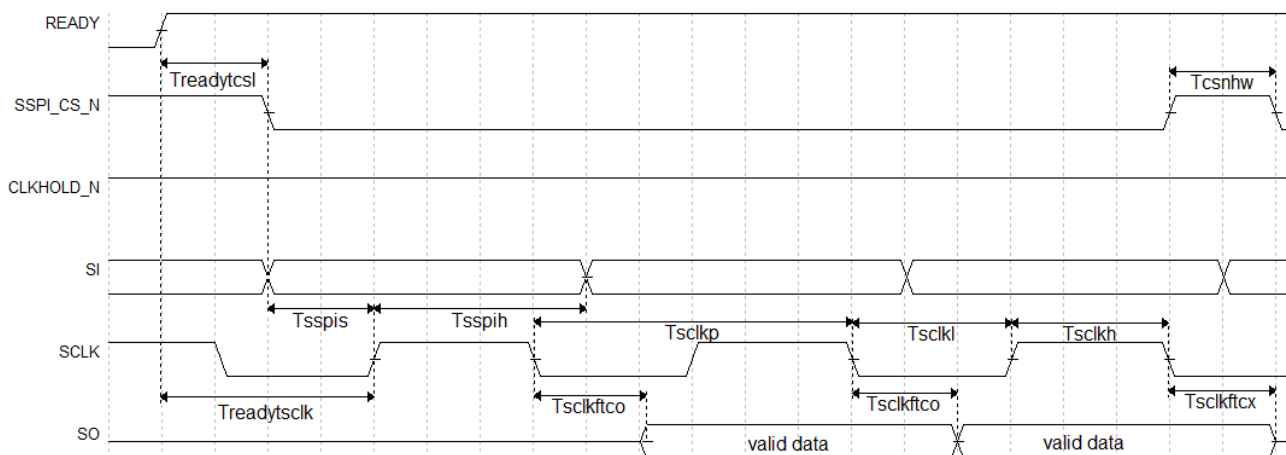 READY
Treadytcsl
Tcsnhw
SSPI_CS_N
CLKHOLD_N
SI
Tsspis
Tsspih
Tsclkp
Tsclkl
Tsclkh
SCLK
Treadytsclk
Tsclkftco
Tsclkftco
Tsclkftcx
SO
valid data
valid data